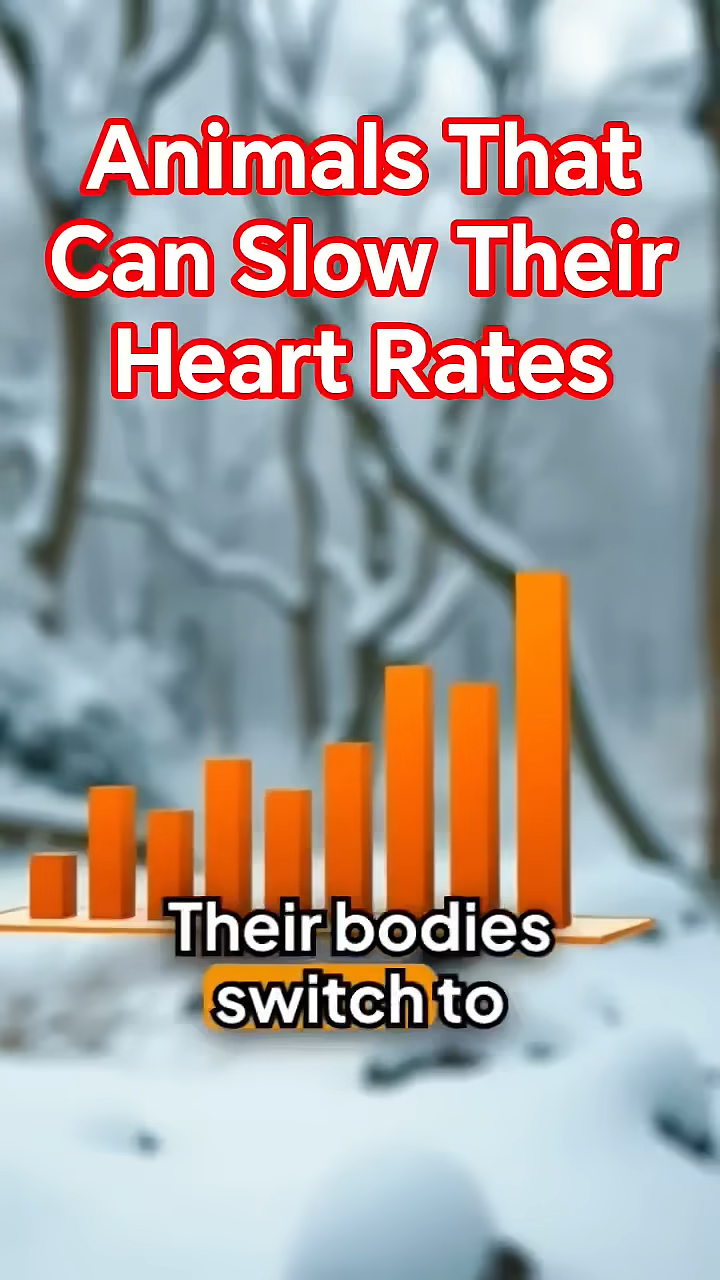 Animals That
Can Slow Their
Heart Rates
Their bodies
switch to